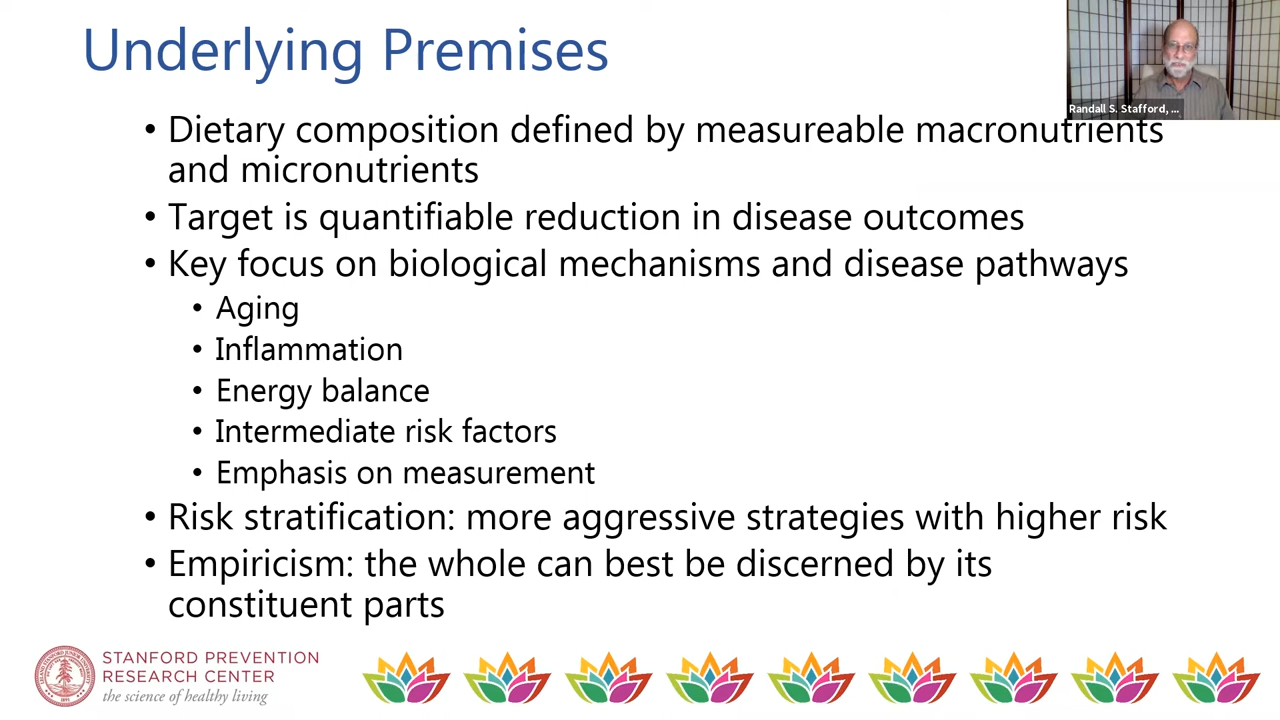 Underlying Premises
Randall S. Stafford, ...
• Dietary composition defined by measureable macronutrients
and micronutrients
• Target is quantifiable reduction in disease outcomes
• Key focus on biological mechanisms and disease pathways
• Aging
• Inflammation
• Energy balance
• Intermediate risk factors
• Emphasis on measurement
• Risk stratification: more aggressive strategies with higher risk
• Empiricism: the whole can best be discerned by its
constituent parts
STANFORD PREVENTION
RESEARCH CENTER
the science of healthy living